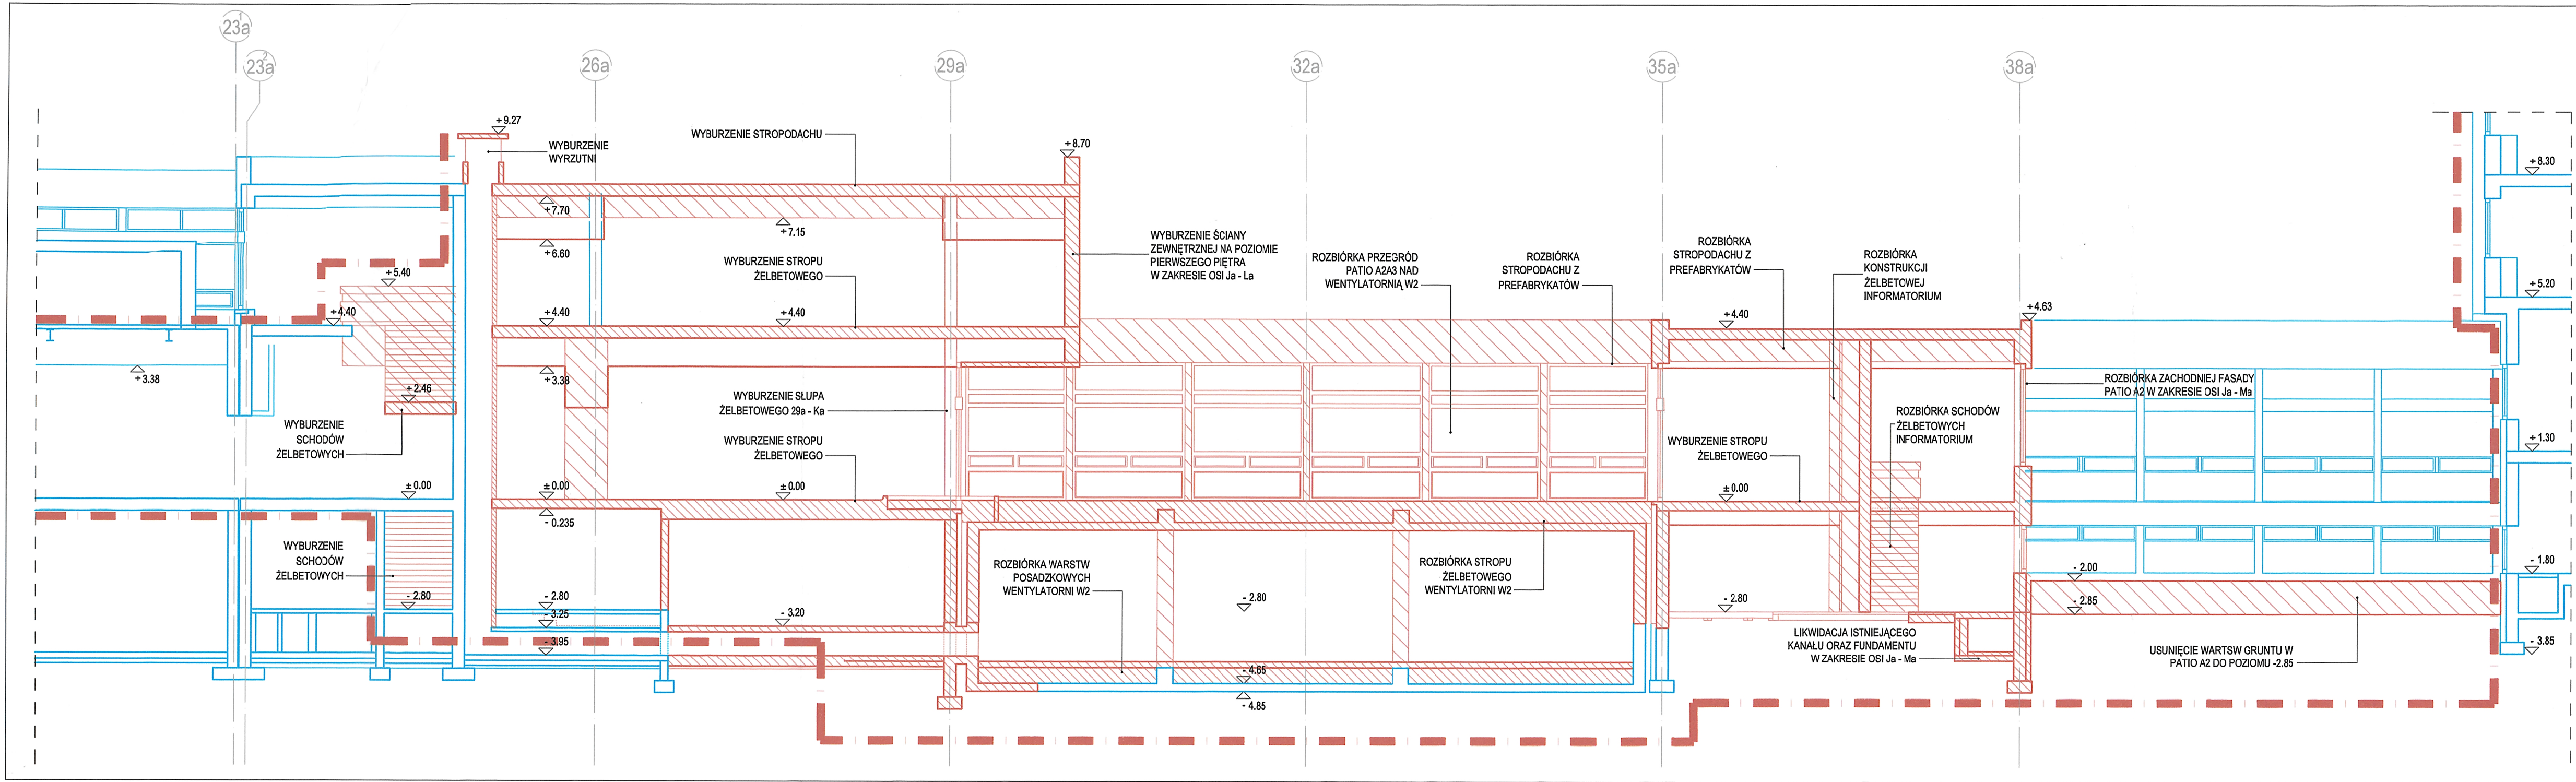 23a¹
23a²
26a
29a
32a
35a
38a
+9.27
WYBURZENIE
WYRZUTNI
WYBURZENIE STROPODACHU
+8.70
+8.30
+7.70
+7.15
+6.60
WYBURZENIE ŚCIANY
ZEWNĘTRZNEJ NA POZIOMIE
PIERWSZEGO PIĘTRA
W ZAKRESIE OSI Ja - La
WYBURZENIE STROPU
ŻELBETOWEGO
ROZBIÓRKA PRZEGRÓD
PATIO A2A3 NAD
WENTYLATORNIĄ W2
ROZBIÓRKA
STROPODACHU Z
PREFABRYKATÓW
ROZBIÓRKA
STROPODACHU Z
PREFABRYKATÓW
ROZBIÓRKA
KONSTRUKCJI
ŻELBETOWEJ
INFORMATORIUM
+5.40
+5.20
+4.40
+4.40
+4.40
+4.40
+4.63
+3.38
+3.38
+2.46
WYBURZENIE SŁUPA
ŻELBETOWEGO 29a - Ka
ROZBIÓRKA ZACHODNIEJ FASADY
PATIO A2 W ZAKRESIE OSI Ja - Ma
WYBURZENIE
SCHODÓW
ŻELBETOWYCH
WYBURZENIE STROPU
ŻELBETOWEGO
WYBURZENIE STROPU
ŻELBETOWEGO
ROZBIÓRKA SCHODÓW
ŻELBETOWYCH
INFORMATORIUM
+1.30
±0.00
±0.00
±0.00
±0.00
- 0.235
WYBURZENIE
SCHODÓW
ŻELBETOWYCH
ROZBIÓRKA WARSTW
POSADZKOWYCH
WENTYLATORNI W2
ROZBIÓRKA STROPU
ŻELBETOWEGO
WENTYLATORNI W2
- 1.80
- 2.00
- 2.80
- 2.80
- 2.80
- 2.80
- 2.85
- 3.25
- 3.20
- 3.95
LIKWIDACJA ISTNIEJĄCEGO
KANAŁU ORAZ FUNDAMENTU
W ZAKRESIE OSI Ja - Ma
USUNIĘCIE WARTSW GRUNTU W
PATIO A2 DO POZIOMU -2.85
- 3.85
- 4.65
- 4.85